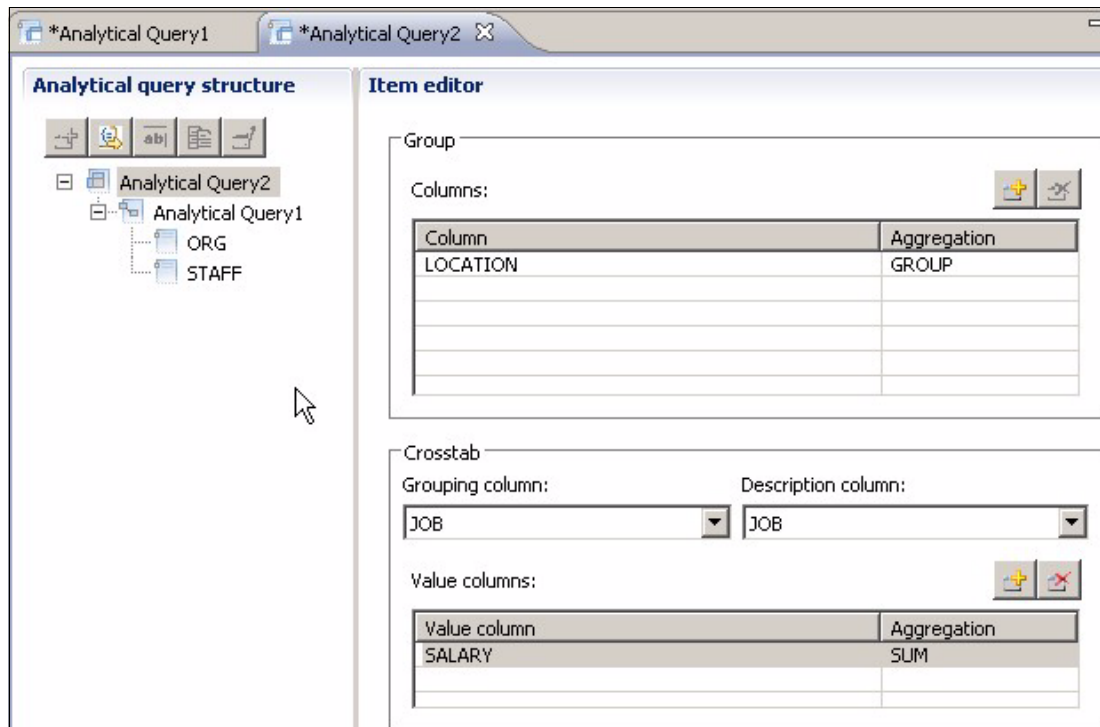 *Analytical Query1
*Analytical Query2
Analytical query structure
Item editor
ab|
Analytical Query2
Analytical Query1
ORG
STAFF
Group
Columns:
Column Aggregation
LOCATION GROUP
Crosstab
Grouping column: Description column:
JOB JOB
Value columns:
Value column Aggregation
SALARY SUM